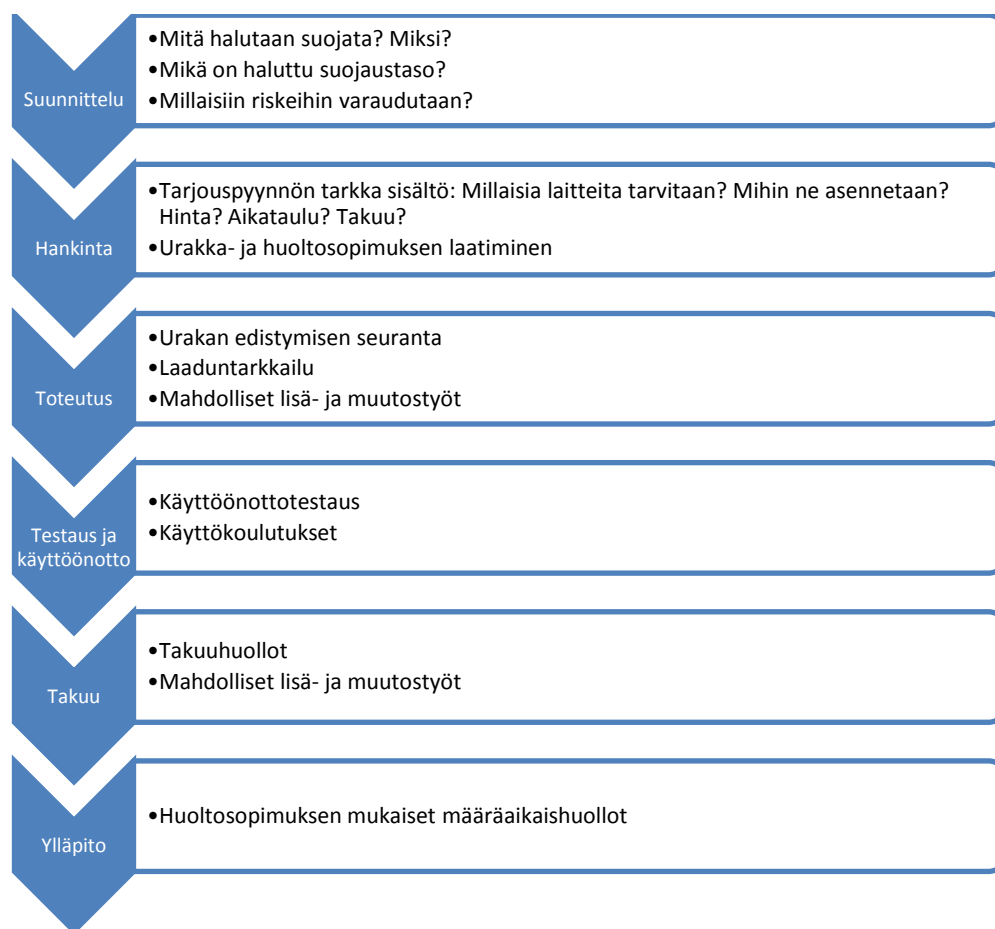 Suunnittelu
•Mitä halutaan suojata? Miksi?
•Mikä on haluttu suojaustaso?
•Millaisiin riskeihin varaudutaan?
Hankinta
•Tarjouspyynnön tarkka sisältö: Millaisia laitteita tarvitaan? Mihin ne asennetaan?
Hinta? Aikataulu? Takuu?
•Urakka- ja huoltosopimuksen laatiminen
Toteutus
•Urakan edistymisen seuranta
•Laaduntarkkailu
•Mahdolliset lisä- ja muutostyöt
Testaus ja
käyttöönotto
•Käyttöönottotestaus
•Käyttökoulutukset
Takuu
•Takuuhuollot
•Mahdolliset lisä- ja muutostyöt
Ylläpito
•Huoltosopimuksen mukaiset määräaikaishuollot